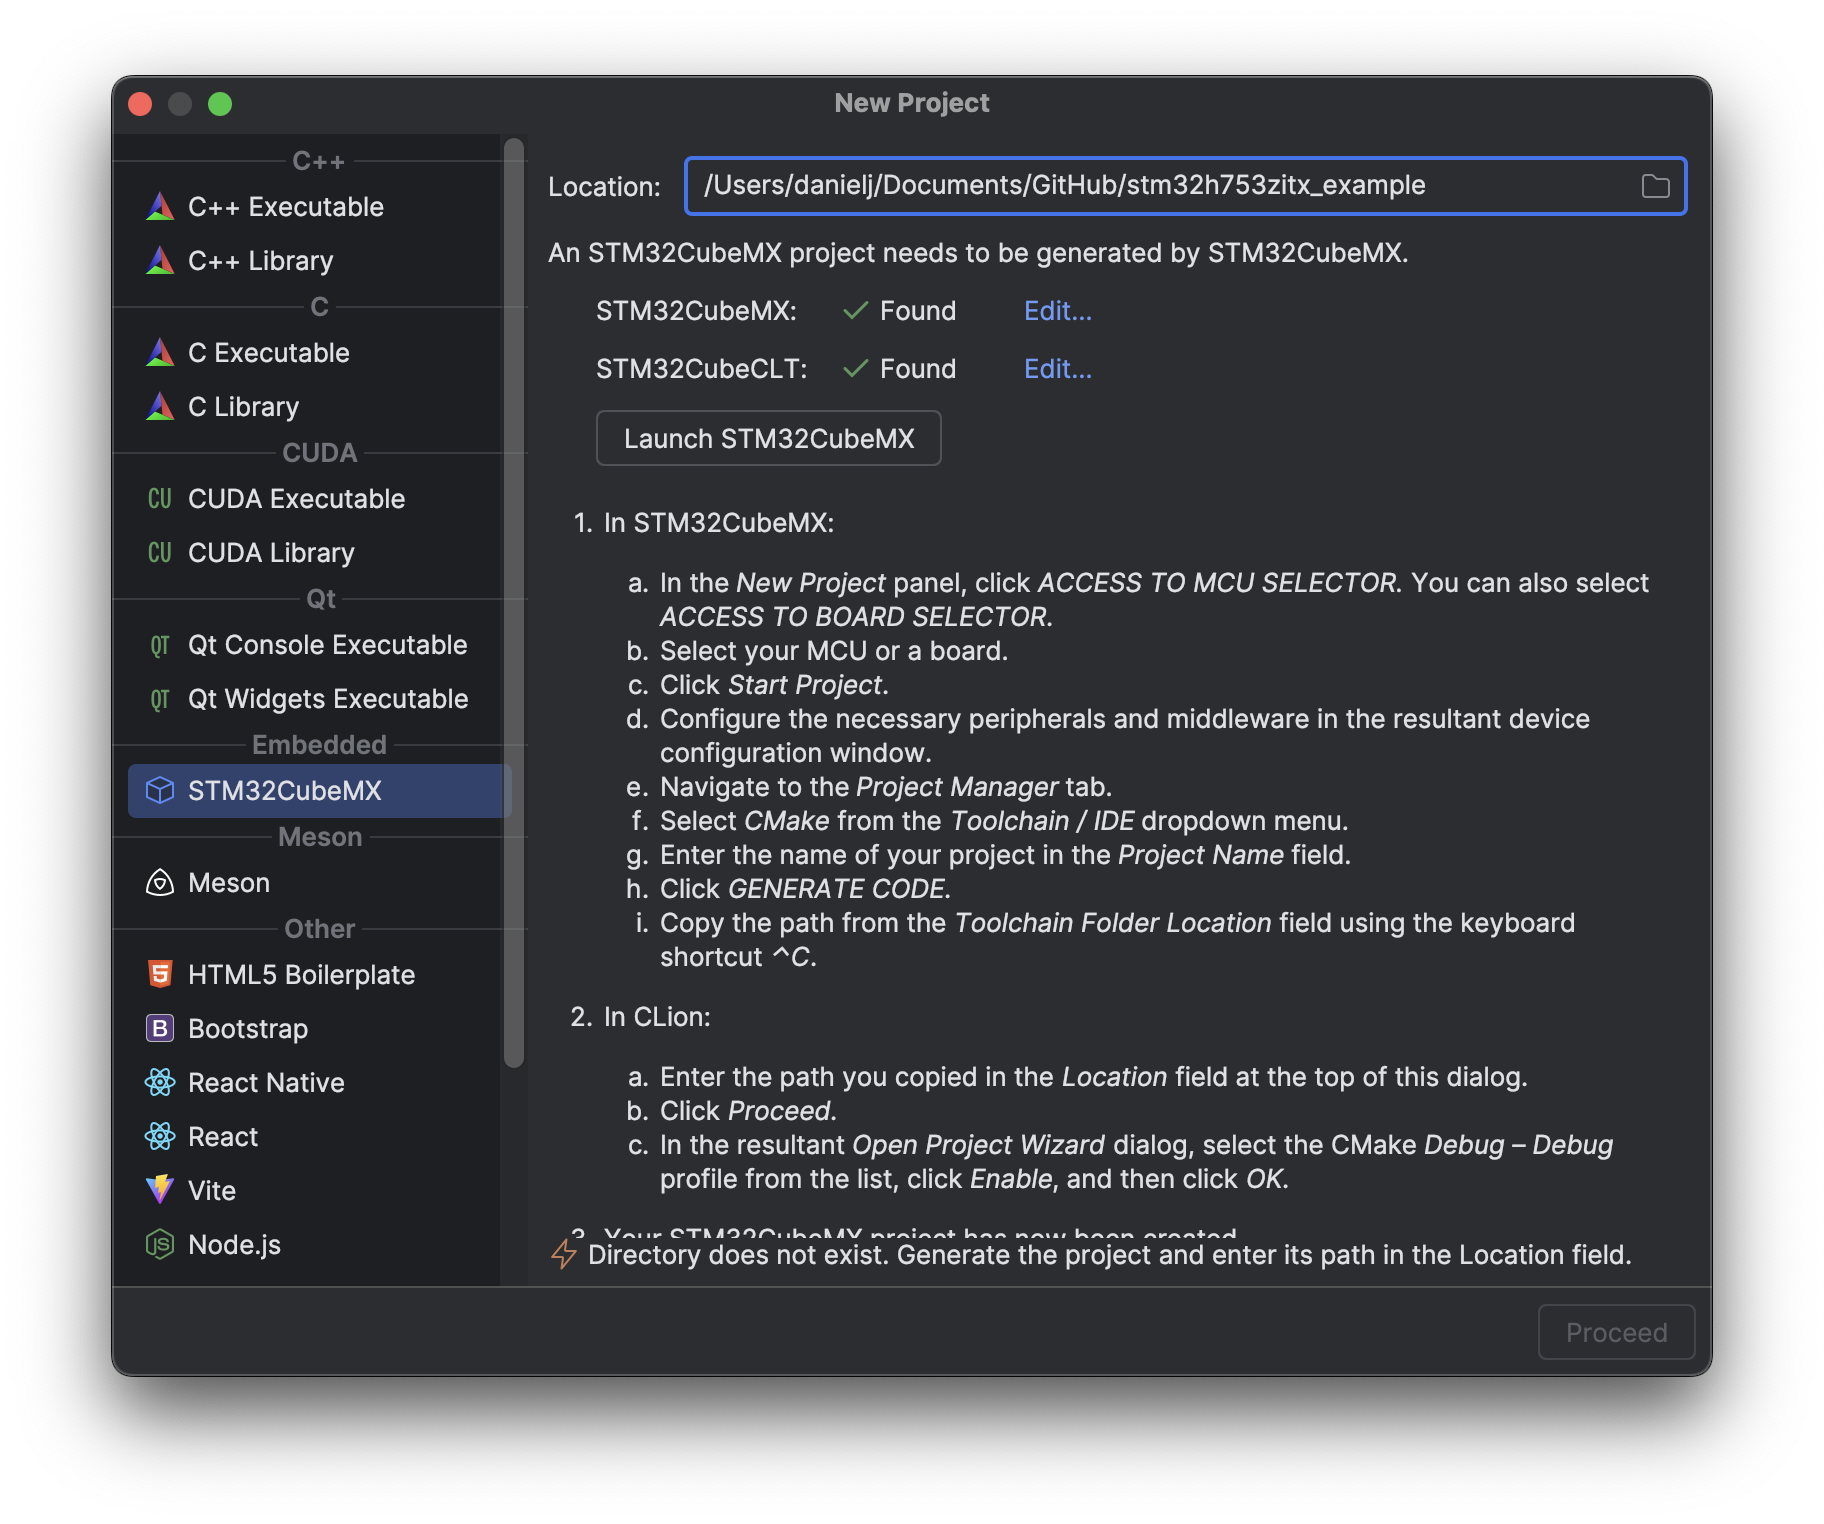 New Project
C++
C++ Executable
C++ Library
C
C Executable
C Library
CUDA
CU CUDA Executable
CU CUDA Library
Qt
QT Qt Console Executable
QT Qt Widgets Executable
Embedded
STM32CubeMX
Meson
Meson
Other
5 HTML5 Boilerplate
B Bootstrap
React Native
React
Vite
JS Node.js
Location: /Users/danielj/Documents/GitHub/stm32h753zitx_example
An STM32CubeMX project needs to be generated by STM32CubeMX.
STM32CubeMX: Found Edit...
STM32CubeCLT: Found Edit...
Launch STM32CubeMX
1. In STM32CubeMX:
a. In the New Project panel, click ACCESS TO MCU SELECTOR. You can also select
ACCESS TO BOARD SELECTOR.
b. Select your MCU or a board.
c. Click Start Project.
d. Configure the necessary peripherals and middleware in the resultant device
configuration window.
e. Navigate to the Project Manager tab.
f. Select CMake from the Toolchain / IDE dropdown menu.
g. Enter the name of your project in the Project Name field.
h. Click GENERATE CODE.
i. Copy the path from the Toolchain Folder Location field using the keyboard
shortcut ^C.
2. In CLion:
a. Enter the path you copied in the Location field at the top of this dialog.
b. Click Proceed.
c. In the resultant Open Project Wizard dialog, select the CMake Debug – Debug
profile from the list, click Enable, and then click OK.
3. Your STM32CubeMX project has now been created
Directory does not exist. Generate the project and enter its path in the Location field.
Proceed